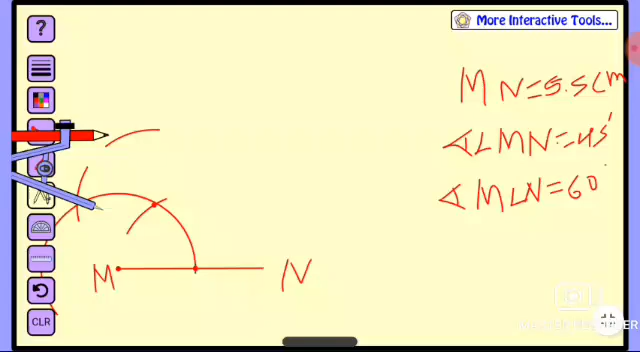 ?
More Interactive Tools...
MN=5.5cm
∢LMN=45°
∢MLN=60°
M
N
CLR